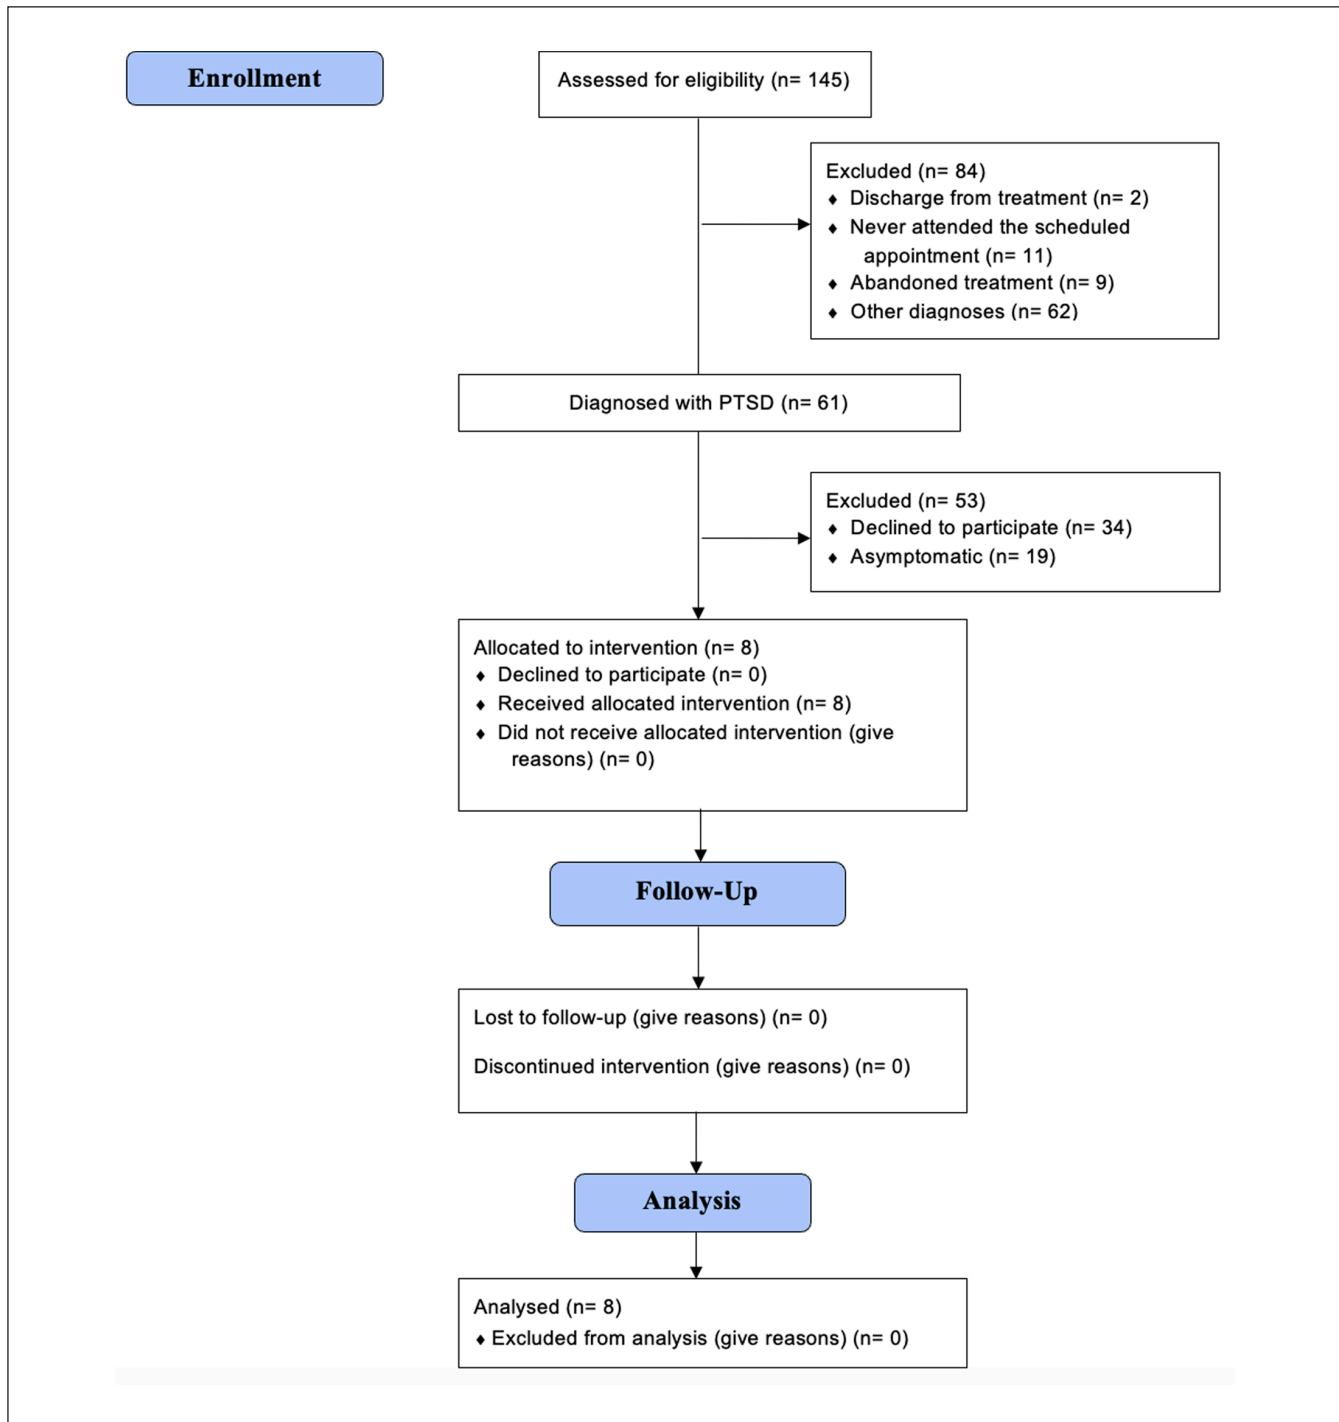 Enrollment
Assessed for eligibility (n= 145)
Excluded (n= 84)
♦ Discharge from treatment (n= 2)
♦ Never attended the scheduled
appointment (n= 11)
♦ Abandoned treatment (n= 9)
♦ Other diagnoses (n= 62)
Diagnosed with PTSD (n= 61)
Excluded (n= 53)
♦ Declined to participate (n= 34)
♦ Asymptomatic (n= 19)
Allocated to intervention (n= 8)
♦ Declined to participate (n= 0)
♦ Received allocated intervention (n= 8)
♦ Did not receive allocated intervention (give
reasons) (n= 0)
Follow-Up
Lost to follow-up (give reasons) (n= 0)
Discontinued intervention (give reasons) (n= 0)
Analysis
Analysed (n= 8)
♦ Excluded from analysis (give reasons) (n= 0)